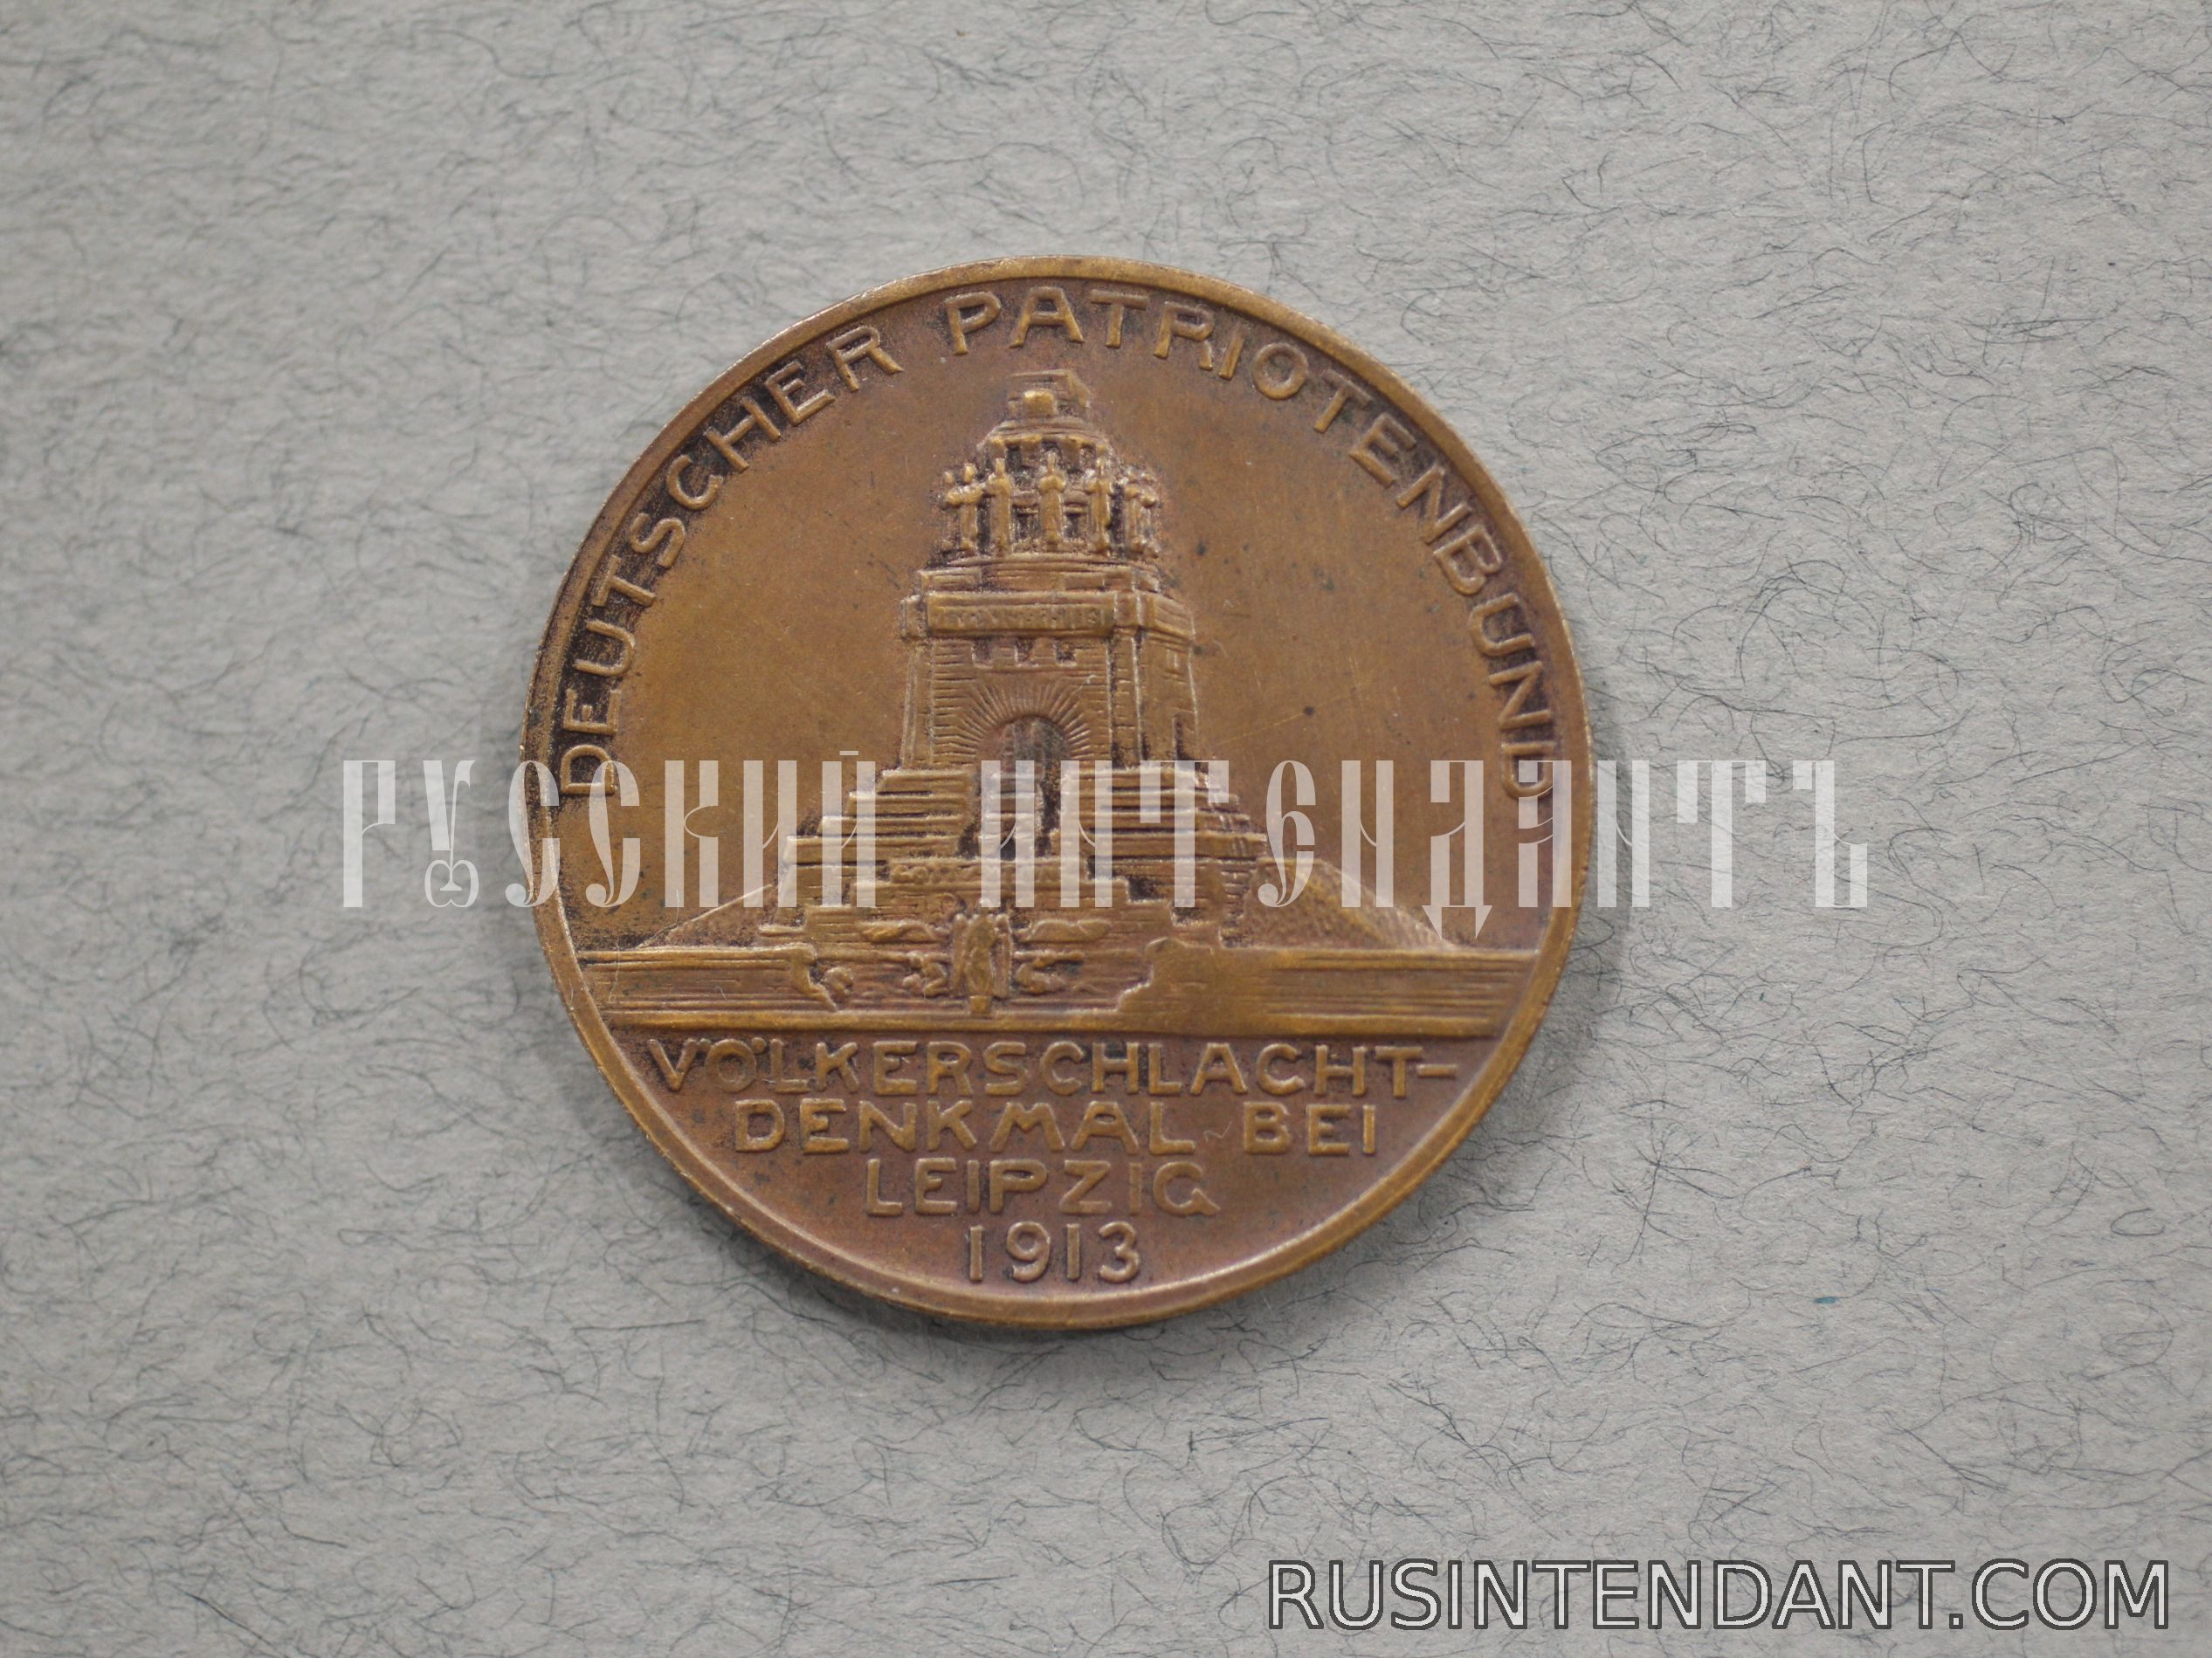 DEUTSCHER PATRIOTENBUND
РУССКИЙ ИНТЕНДАНТЪ
VÖLKERSCHLACHT-
DENKMAL BEI
LEIPZIG
1913
RUSINTENDANT.COM